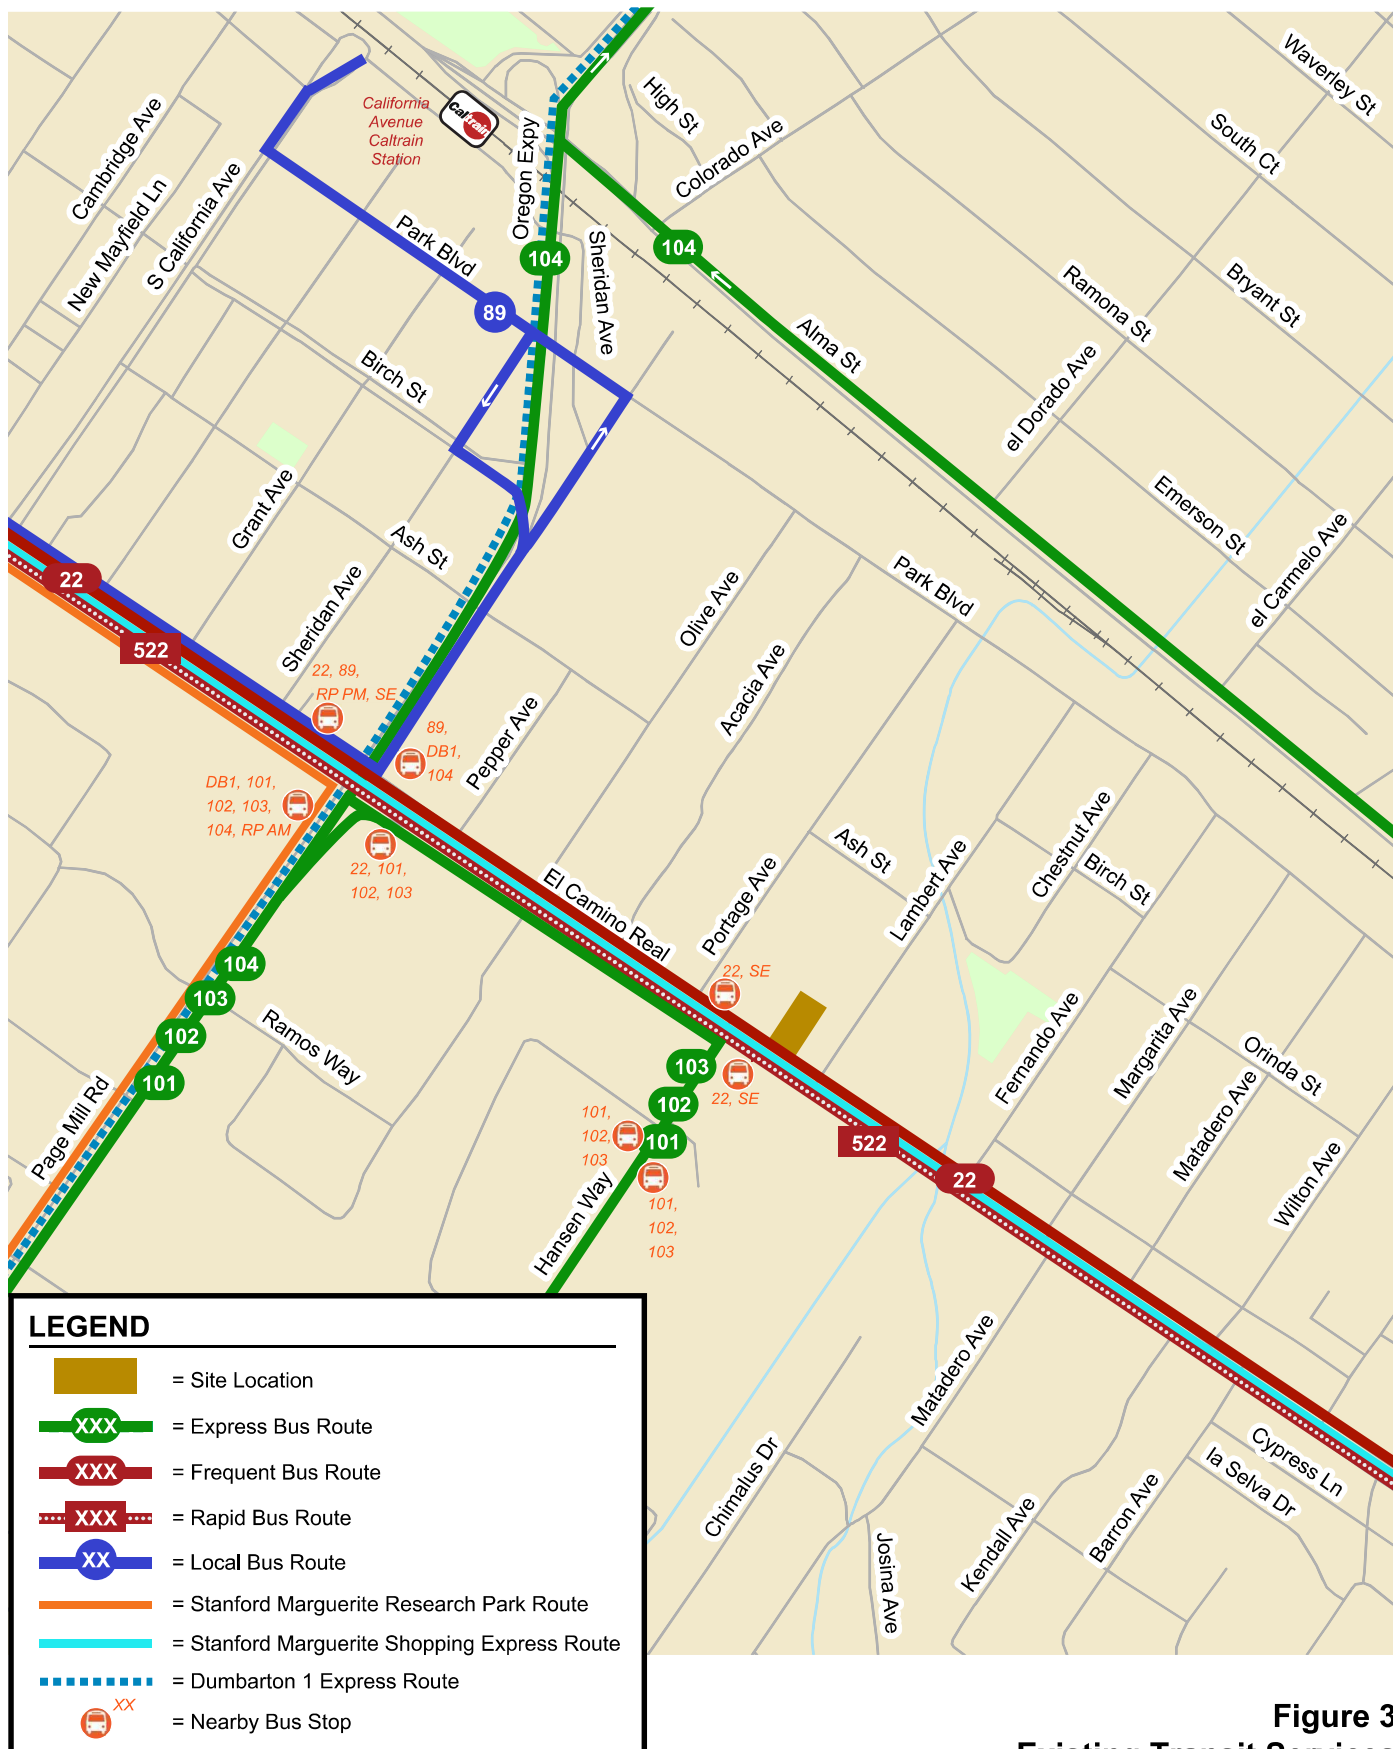 Waverley St
High St
South Ct
Cambridge Ave
California
Avenue
Caltrain
Station
caltrain
Oregon Expy
Colorado Ave
New Mayfield Ln
S California Ave
Park Blvd
104
104
Sheridan Ave
Bryant St
Ramona St
89
Alma St
Birch St
el Dorado Ave
Grant Ave
Ash St
Emerson St
el Carmelo Ave
22
Park Blvd
Olive Ave
522
Sheridan Ave
22, 89,
RP PM, SE
Acacia Ave
Pepper Ave
89,
DB1,
104
DB1, 101,
102, 103,
104, RP AM
22, 101,
102, 103
Ash St
Chestnut Ave
Birch St
El Camino Real
Portage Ave
Lambert Ave
104
22, SE
103
102
101
Ramos Way
Page Mill Rd
103
102
101
22, SE
101,
102,
103
101,
102,
103
Hansen Way
Fernando Ave
Margarita Ave
Orinda St
Matadero Ave
Wilton Ave
522
22
Matadero Ave
Chimalus Dr
Josina Ave
Kendall Ave
Barron Ave
la Selva Dr
Cypress Ln
LEGEND
= Site Location
XXX = Express Bus Route
XXX = Frequent Bus Route
XXX = Rapid Bus Route
XX = Local Bus Route
= Stanford Marguerite Research Park Route
= Stanford Marguerite Shopping Express Route
= Dumbarton 1 Express Route
XX = Nearby Bus Stop
Figure 3
Existing Transit Services